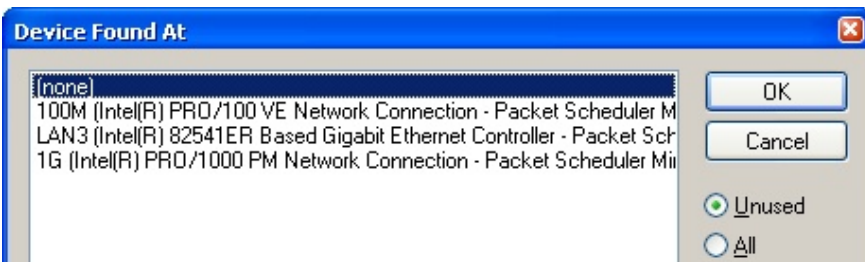 Device Found At
(none)
100M (Intel(R) PRO/100 VE Network Connection - Packet Scheduler M
LAN3 (Intel(R) 82541ER Based Gigabit Ethernet Controller - Packet Sch
1G (Intel(R) PRO/1000 PM Network Connection - Packet Scheduler Mi
OK
Cancel
Unused
All